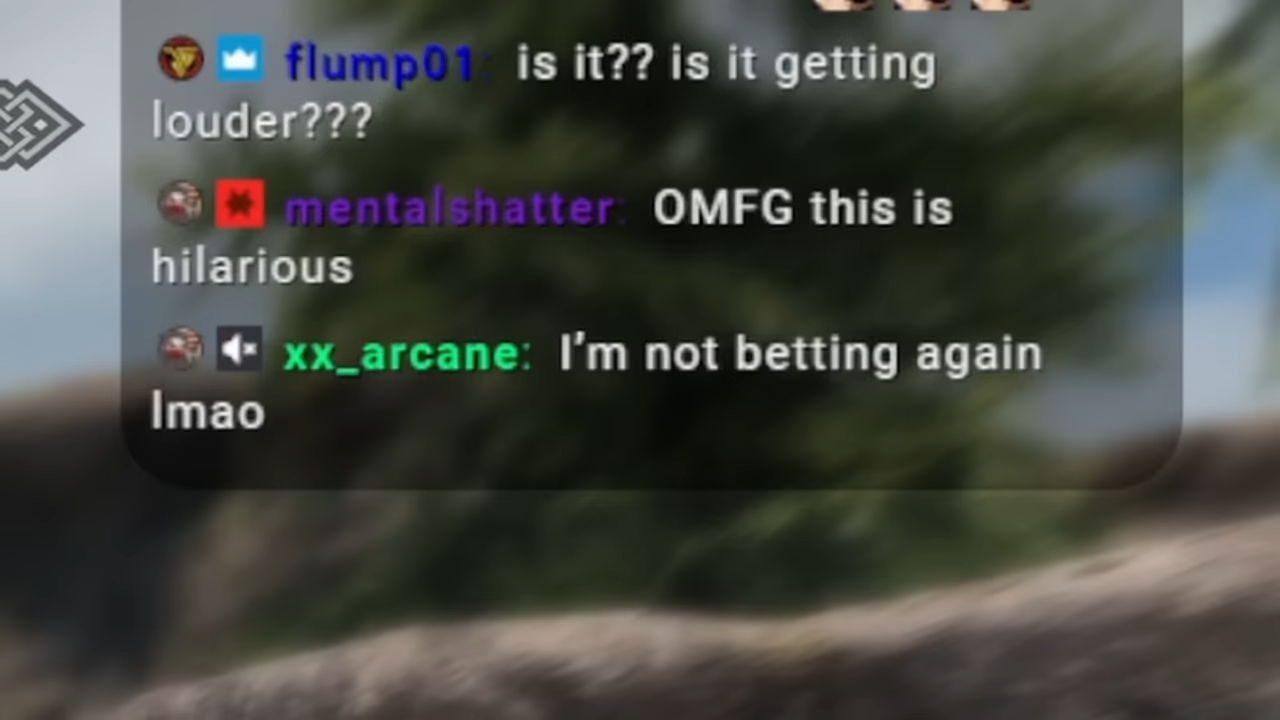 flump01: is it?? is it getting
louder???
mentalshatter: OMFG this is
hilarious
xx_arcane: I'm not betting again
lmao